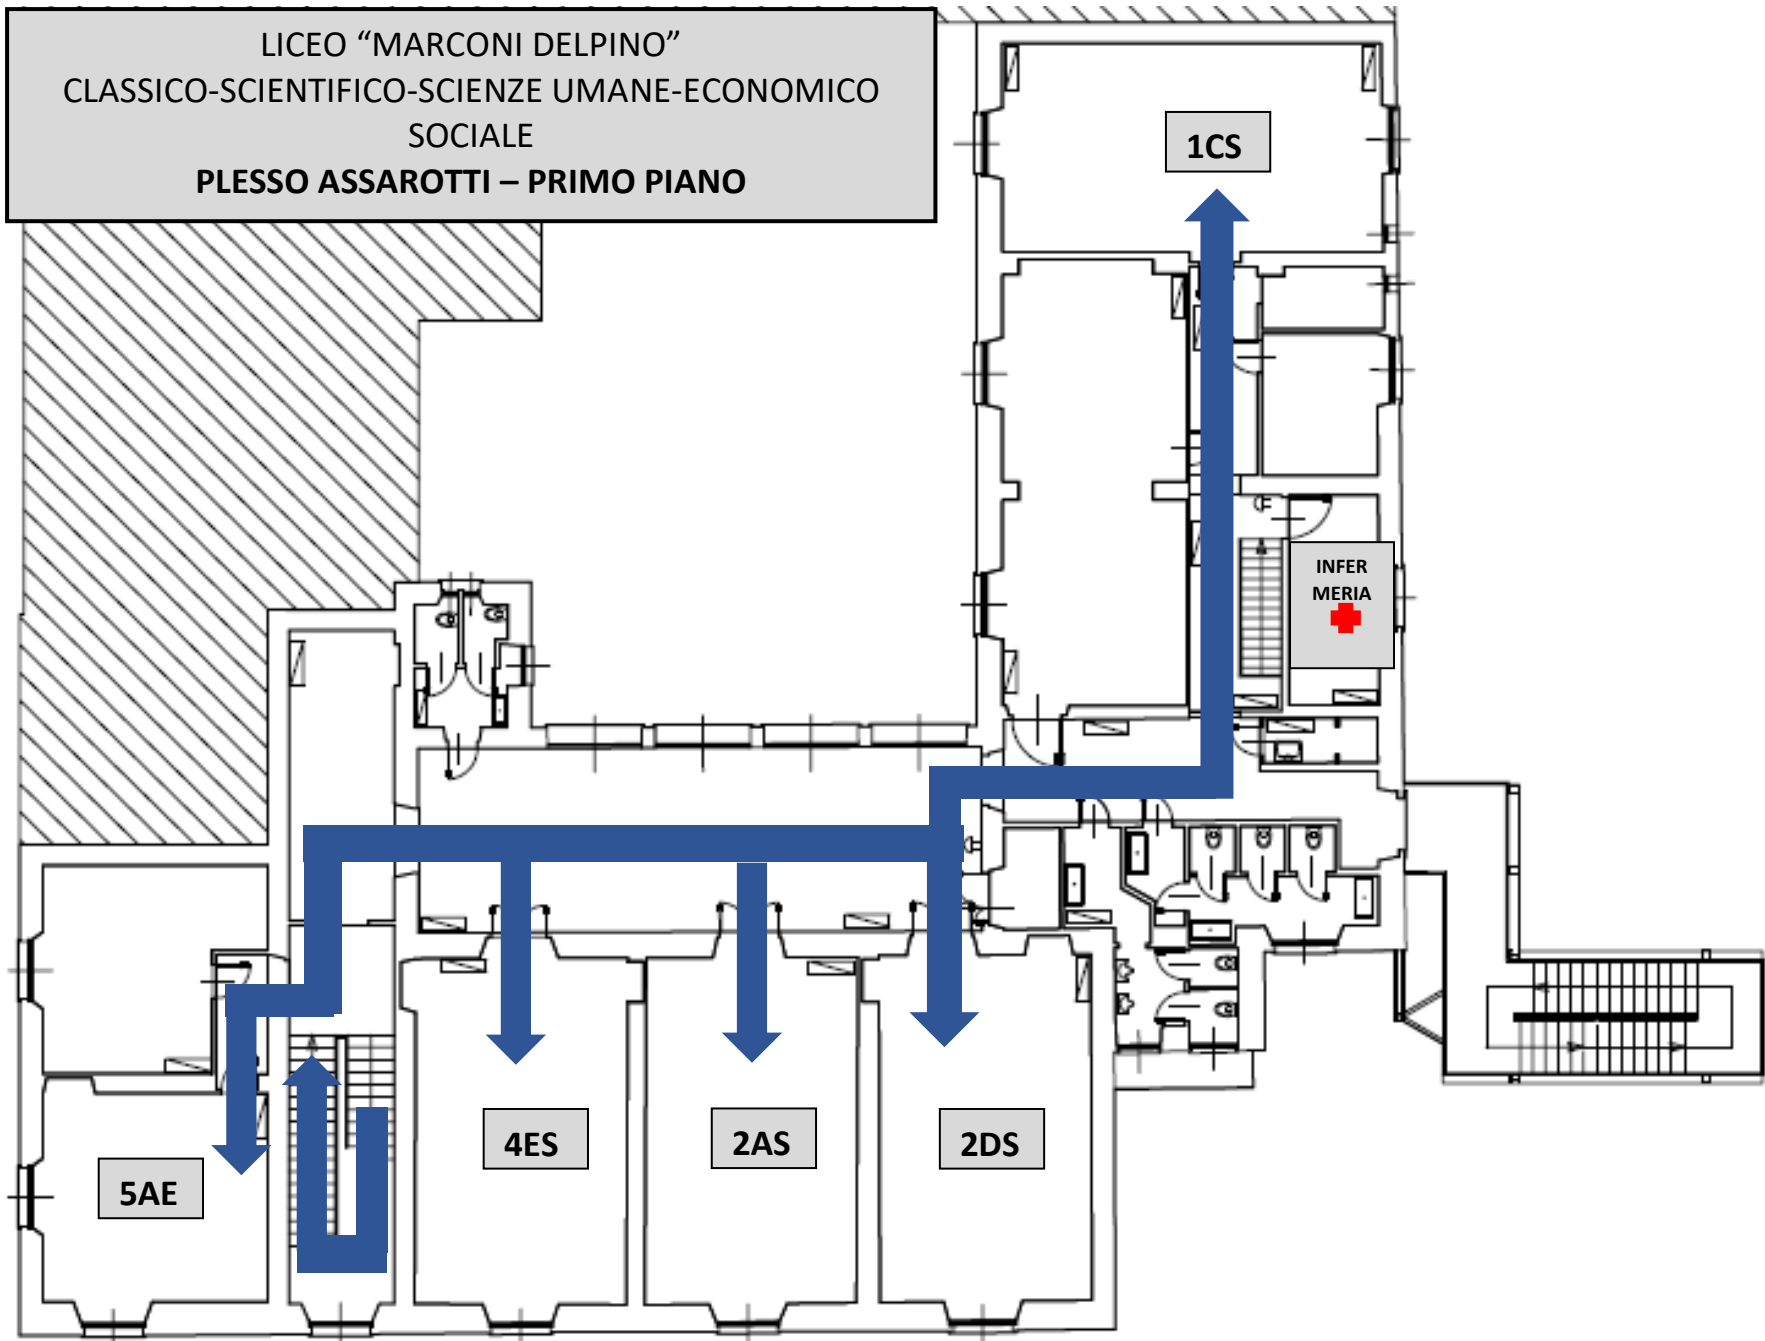 LICEO “MARCONI DELPINO”
CLASSICO-SCIENTIFICO-SCIENZE UMANE-ECONOMICO
SOCIALE
PLESSO ASSAROTTI – PRIMO PIANO
1CS
INFER
MERIA
4ES
2AS
2DS
5AE